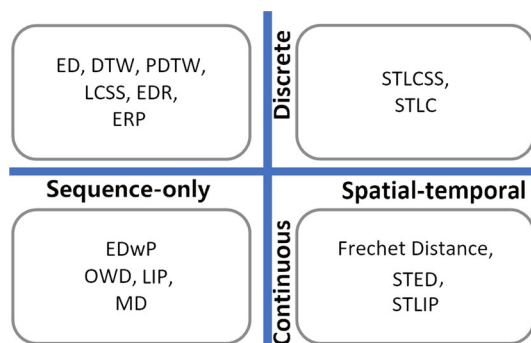 ED, DTW, PDTW,
LCSS, EDR,
ERP
Discrete
STLCSS,
STLC
Sequence-only
Spatial-temporal
EDwP
OWD, LIP,
MD
Continuous
Frechet Distance,
STED,
STLIP